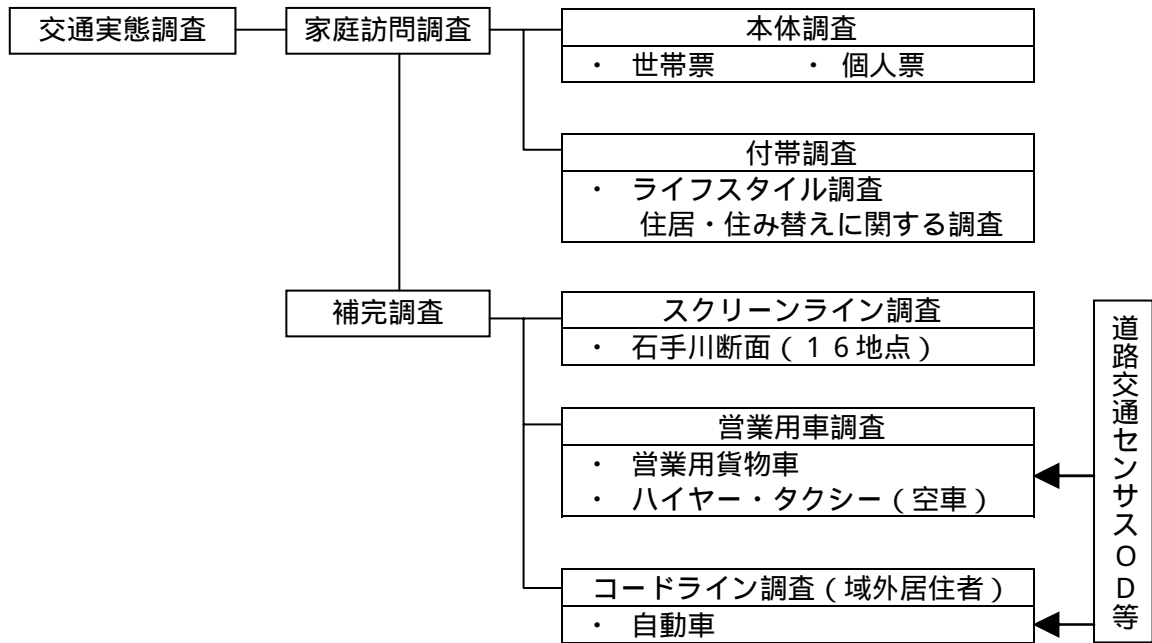 交通実態調査
家庭訪問調査
本体調査
・ 世帯票 ・ 個人票
付帯調査
・ ライフスタイル調査
住居・住み替えに関する調査
補完調査
スクリーンライン調査
・ 石手川断面（１６地点）
営業用車調査
・ 営業用貨物車
・ ハイヤー・タクシー（空車）
コードライン調査（域外居住者）
・ 自動車
道路交通センサスＯＤ等